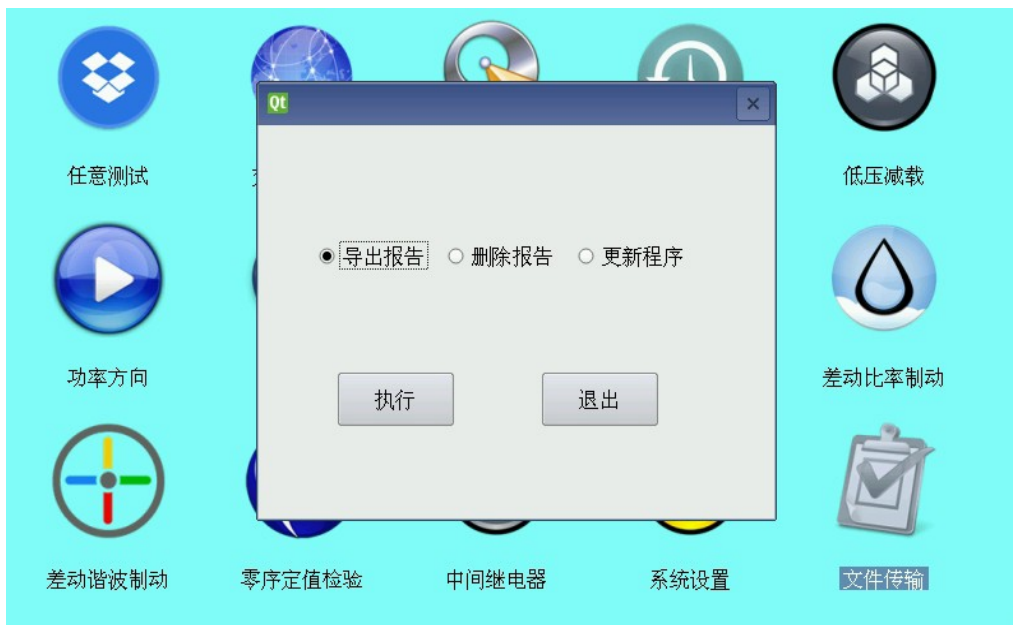 Qt
任意测试
低压减载
导出报告 删除报告 更新程序
功率方向
差动比率制动
执行 退出
差动谐波制动 零序定值检验 中间继电器 系统设置 文件传输